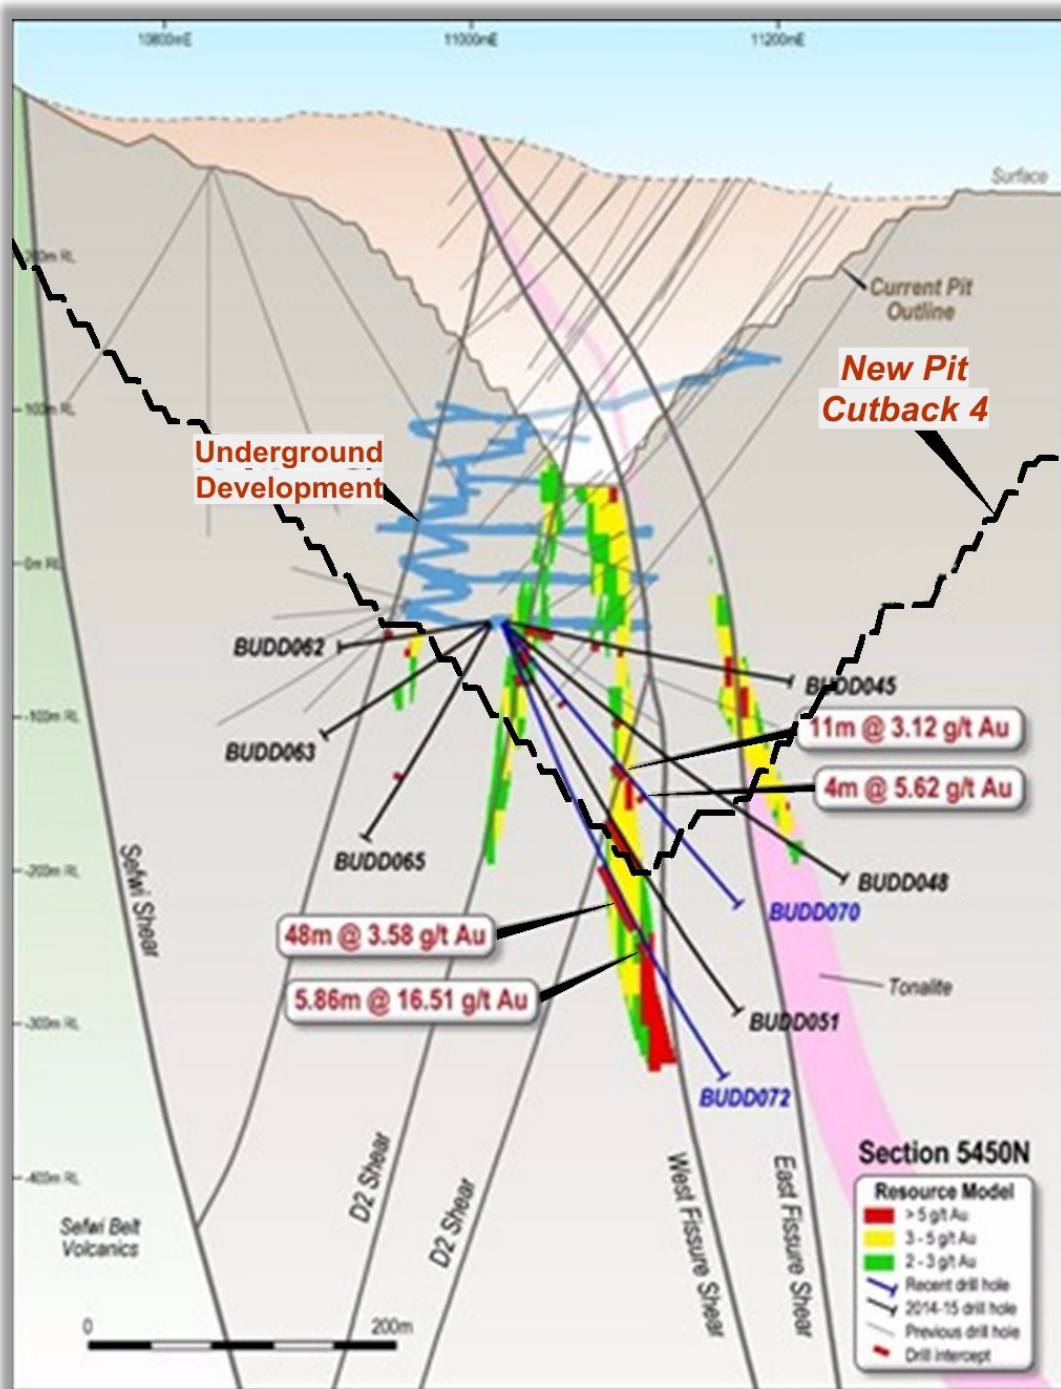 10800mE
11000mE
11200mE
Surface
200m RL
Current Pit
Outline
New Pit
Cutback 4
100m RL
Underground
Development
0m RL
BUDD062
BUDD045
-100m RL
11m @ 3.12 g/t Au
BUDD063
4m @ 5.62 g/t Au
BUDD065
-200m RL
BUDD048
Sefwi Shear
BUDD070
48m @ 3.58 g/t Au
Tonalite
5.86m @ 16.51 g/t Au
-300m RL
BUDD051
BUDD072
Section 5450N
D2 Shear
D2 Shear
West Fissure Shear
East Fissure Shear
-400m RL
Sefwi Belt
Volcanics
Resource Model
> 5 g/t Au
3 - 5 g/t Au
2 - 3 g/t Au
Recent drill hole
2014-15 drill hole
Previous drill hole
Drill intercept
0 200m